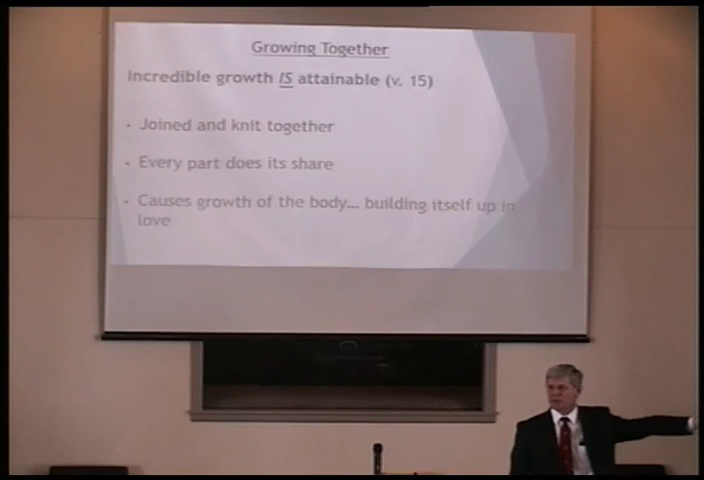 Growing Together
Incredible growth IS attainable (v. 15)
- Joined and knit together
- Every part does its share
- Causes growth of the body… building itself up in
love